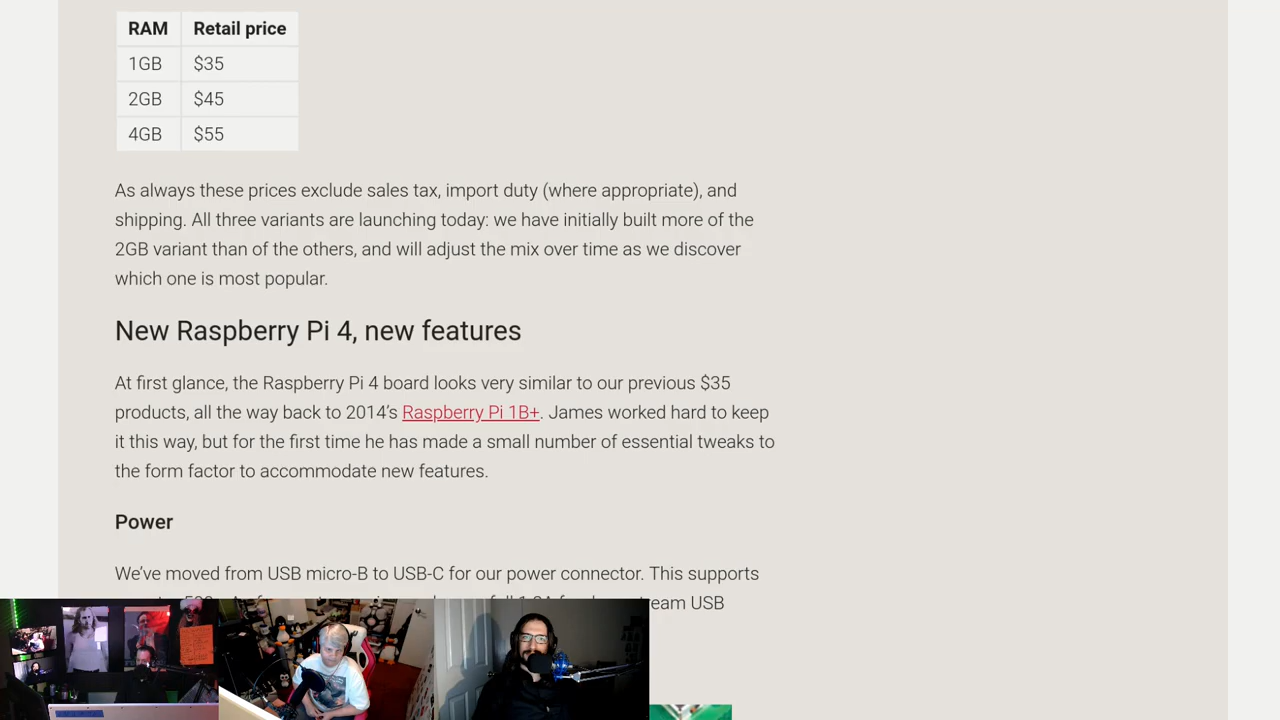 RAM Retail price
1GB $35
2GB $45
4GB $55
As always these prices exclude sales tax, import duty (where appropriate), and
shipping. All three variants are launching today: we have initially built more of the
2GB variant than of the others, and will adjust the mix over time as we discover
which one is most popular.
New Raspberry Pi 4, new features
At first glance, the Raspberry Pi 4 board looks very similar to our previous $35
products, all the way back to 2014’s Raspberry Pi 1B+. James worked hard to keep
it this way, but for the first time he has made a small number of essential tweaks to
the form factor to accommodate new features.
Power
We’ve moved from USB micro-B to USB-C for our power connector. This supports
USB